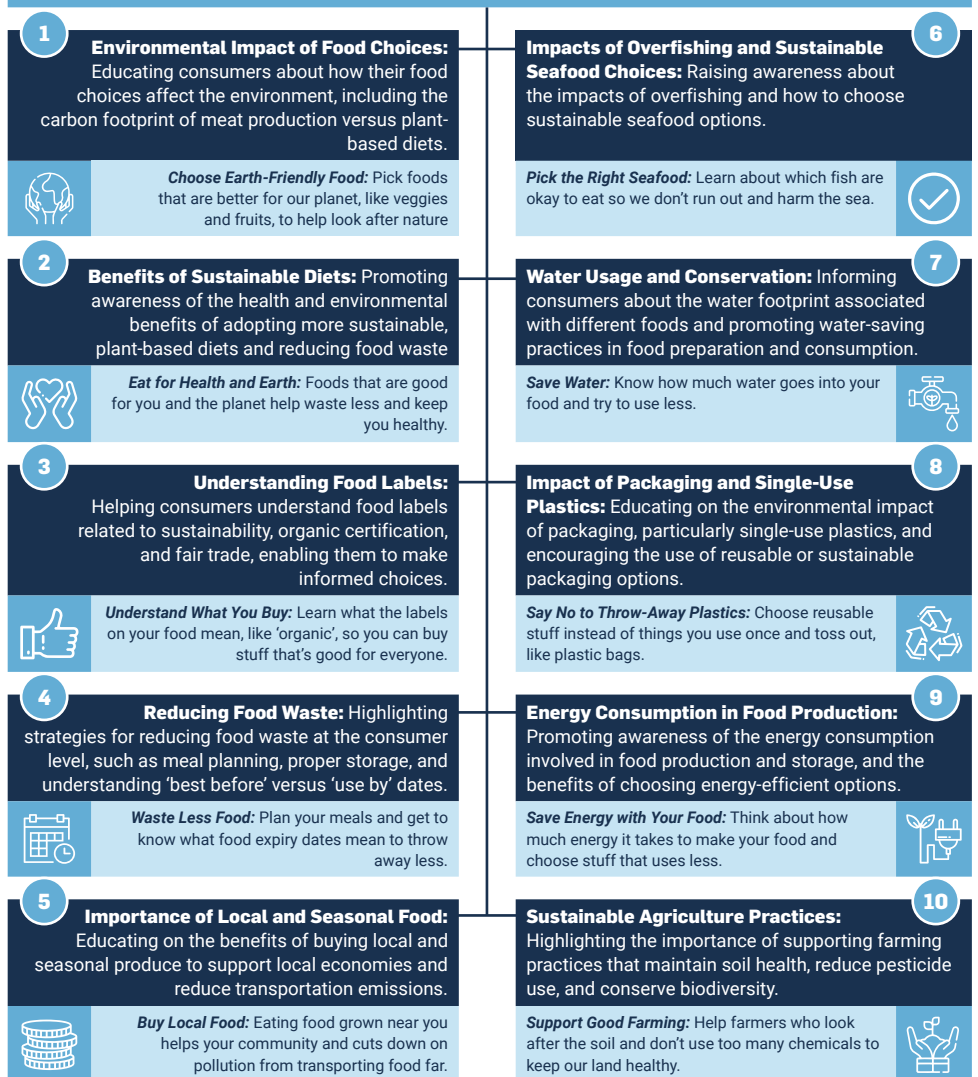 1
Environmental Impact of Food Choices:
Educating consumers about how their food
choices affect the environment, including the
carbon footprint of meat production versus plant-
based diets.
Choose Earth-Friendly Food: Pick foods
that are better for our planet, like veggies
and fruits, to help look after nature
2
Benefits of Sustainable Diets: Promoting
awareness of the health and environmental
benefits of adopting more sustainable,
plant-based diets and reducing food waste
Eat for Health and Earth: Foods that are good
for you and the planet help waste less and keep
you healthy.
3
Understanding Food Labels:
Helping consumers understand food labels
related to sustainability, organic certification,
and fair trade, enabling them to make
informed choices.
Understand What You Buy: Learn what the labels
on your food mean, like ‘organic’, so you can buy
stuff that’s good for everyone.
4
Reducing Food Waste: Highlighting
strategies for reducing food waste at the consumer
level, such as meal planning, proper storage, and
understanding ‘best before’ versus ‘use by’ dates.
Waste Less Food: Plan your meals and get to
know what food expiry dates mean to throw
away less.
5
Importance of Local and Seasonal Food:
Educating on the benefits of buying local and
seasonal produce to support local economies and
reduce transportation emissions.
Buy Local Food: Eating food grown near you
helps your community and cuts down on
pollution from transporting food far.
6
Impacts of Overfishing and Sustainable
Seafood Choices: Raising awareness about
the impacts of overfishing and how to choose
sustainable seafood options.
Pick the Right Seafood: Learn about which fish are
okay to eat so we don’t run out and harm the sea.
7
Water Usage and Conservation: Informing
consumers about the water footprint associated
with different foods and promoting water-saving
practices in food preparation and consumption.
Save Water: Know how much water goes into your
food and try to use less.
8
Impact of Packaging and Single-Use
Plastics: Educating on the environmental impact
of packaging, particularly single-use plastics, and
encouraging the use of reusable or sustainable
packaging options.
Say No to Throw-Away Plastics: Choose reusable
stuff instead of things you use once and toss out,
like plastic bags.
9
Energy Consumption in Food Production:
Promoting awareness of the energy consumption
involved in food production and storage, and the
benefits of choosing energy-efficient options.
Save Energy with Your Food: Think about how
much energy it takes to make your food and
choose stuff that uses less.
10
Sustainable Agriculture Practices:
Highlighting the importance of supporting farming
practices that maintain soil health, reduce pesticide
use, and conserve biodiversity.
Support Good Farming: Help farmers who look
after the soil and don’t use too many chemicals to
keep our land healthy.